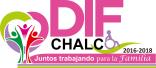 DIF
CHALCO
2016-2018
Juntos trabajando para la Familia